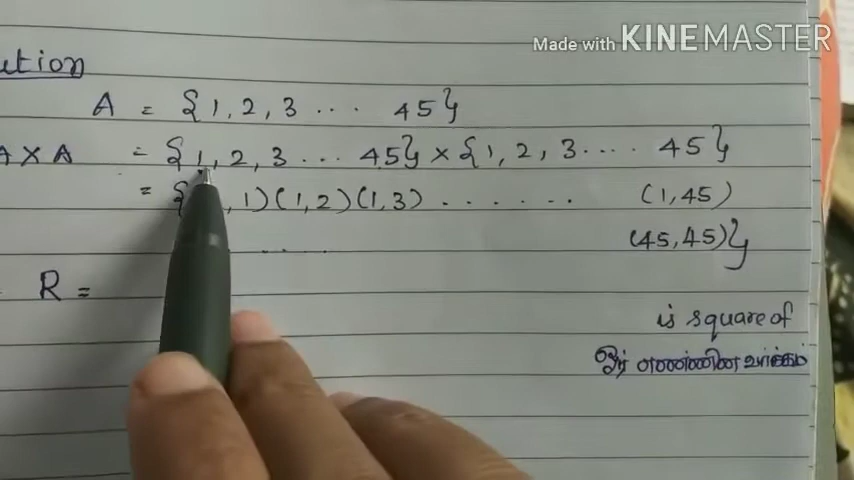 Made with KINEMASTER
ution
A = {1, 2, 3 ... 45}
A X A = {1, 2, 3 ... 45} x {1, 2, 3 .... 45}
= { , 1) (1, 2) (1, 3) ....... (1, 45)
... (45, 45)}
R =
is square of
ஓர் எண்ணின் வர்க்கம்